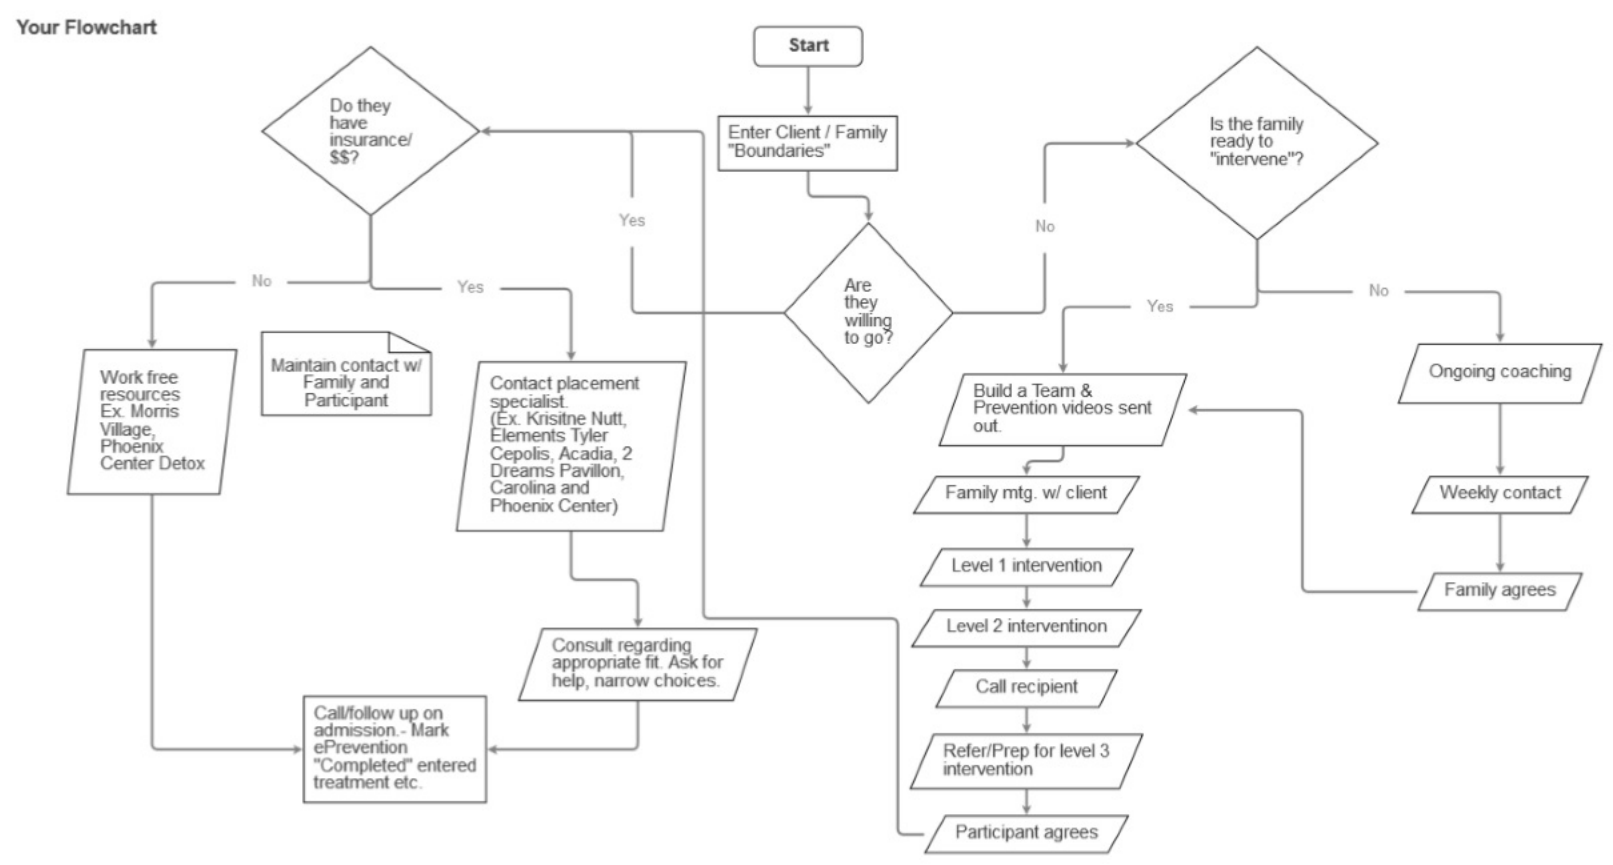 Your Flowchart
Start
Enter Client / Family
"Boundaries"
Are
they
willing
to go?
Yes
No
Do they
have
insurance/
$$?
No
Yes
Work free
resources
Ex. Morris
Village,
Phoenix
Center Detox
Maintain contact w/
Family and
Participant
Contact placement
specialist.
(Ex. Krisitne Nutt,
Elements Tyler
Cepolis, Acadia, 2
Dreams Pavillon,
Carolina and
Phoenix Center)
Consult regarding
appropriate fit. Ask for
help, narrow choices.
Call/follow up on
admission.- Mark
ePrevention
"Completed" entered
treatment etc.
Is the family
ready to
"intervene"?
Yes
No
Build a Team &
Prevention videos sent
out.
Family mtg. w/ client
Level 1 intervention
Level 2 interventinon
Call recipient
Refer/Prep for level 3
intervention
Participant agrees
Ongoing coaching
Weekly contact
Family agrees